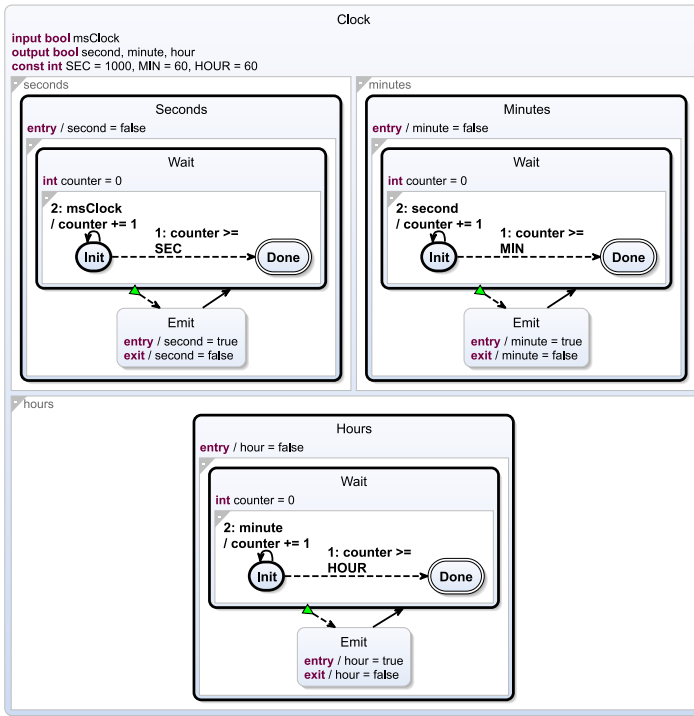 Clock
input bool msClock
output bool second, minute, hour
const int SEC = 1000, MIN = 60, HOUR = 60
seconds
Seconds
entry / second = false
Wait
int counter = 0
2: msClock
/ counter += 1
1: counter >=
SEC
Init
Done
Emit
entry / second = true
exit / second = false
minutes
Minutes
entry / minute = false
Wait
int counter = 0
2: second
/ counter += 1
1: counter >=
MIN
Init
Done
Emit
entry / minute = true
exit / minute = false
hours
Hours
entry / hour = false
Wait
int counter = 0
2: minute
/ counter += 1
1: counter >=
HOUR
Init
Done
Emit
entry / hour = true
exit / hour = false